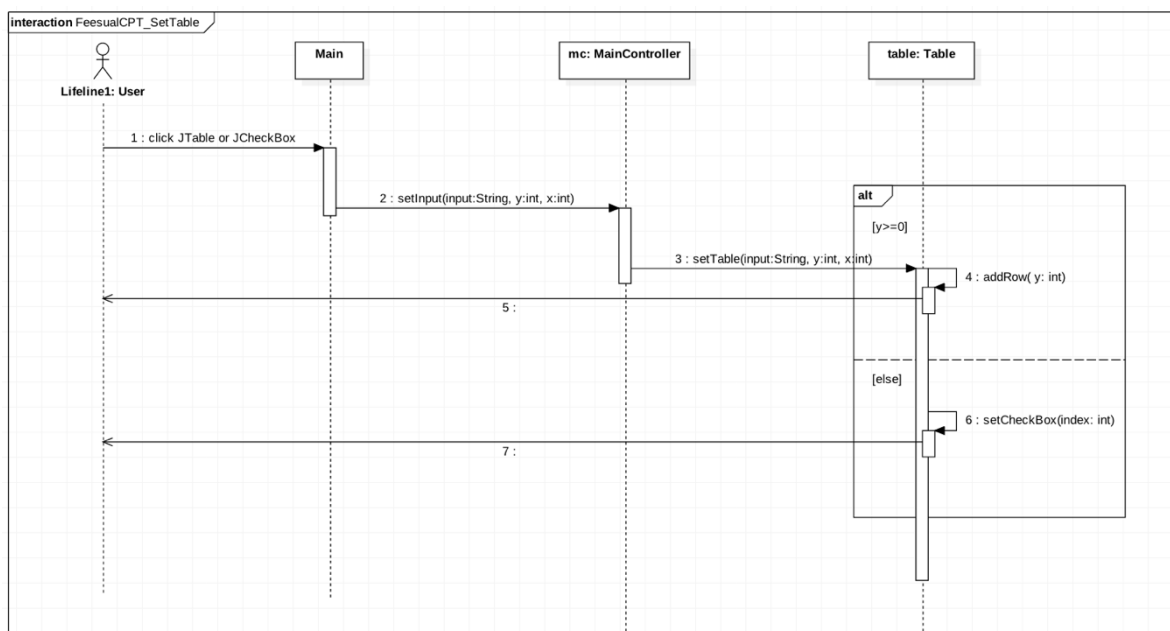 interaction FeesualCPT_SetTable
Main
mc: MainController
table: Table
Lifeline1: User
1 : click JTable or JCheckBox
2 : setInput(input:String, y:int, x:int)
alt
[y>=0]
3 : setTable(input:String, y:int, x:int)
4 : addRow( y: int)
5 :
[else]
6 : setCheckBox(index: int)
7 :